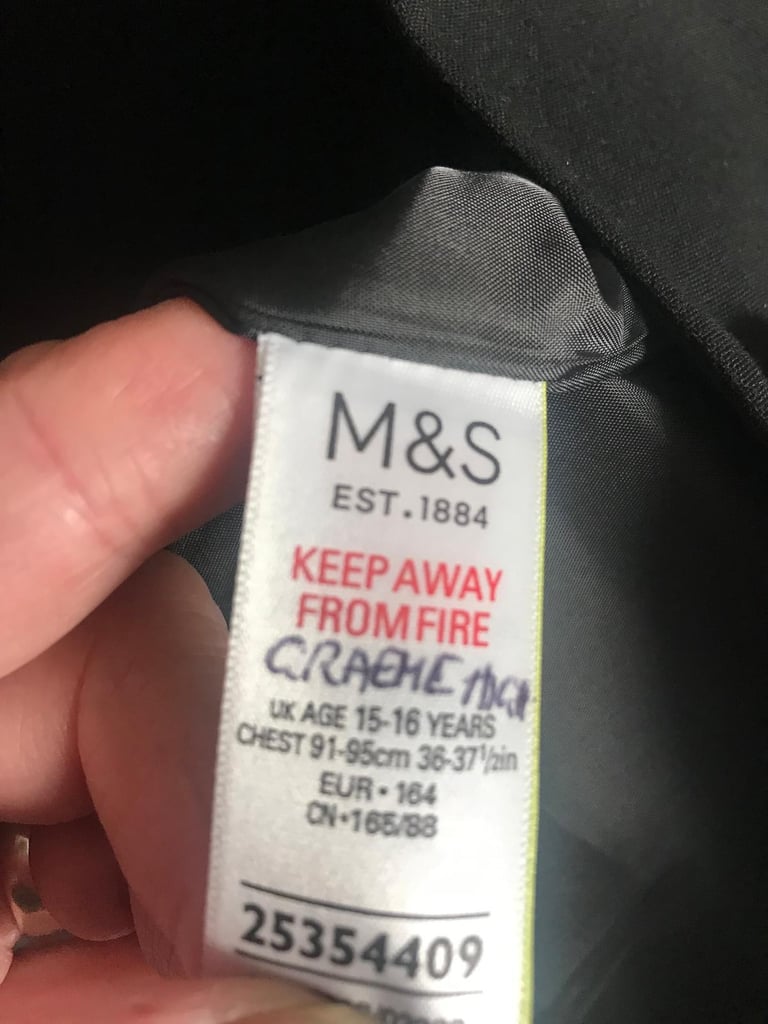 M&S
EST.1884
KEEP AWAY
FROM FIRE
GRAEME
UK AGE 15-16 YEARS
CHEST 91-95cm 36-37½in
EUR • 164
CN•165/88
25354409